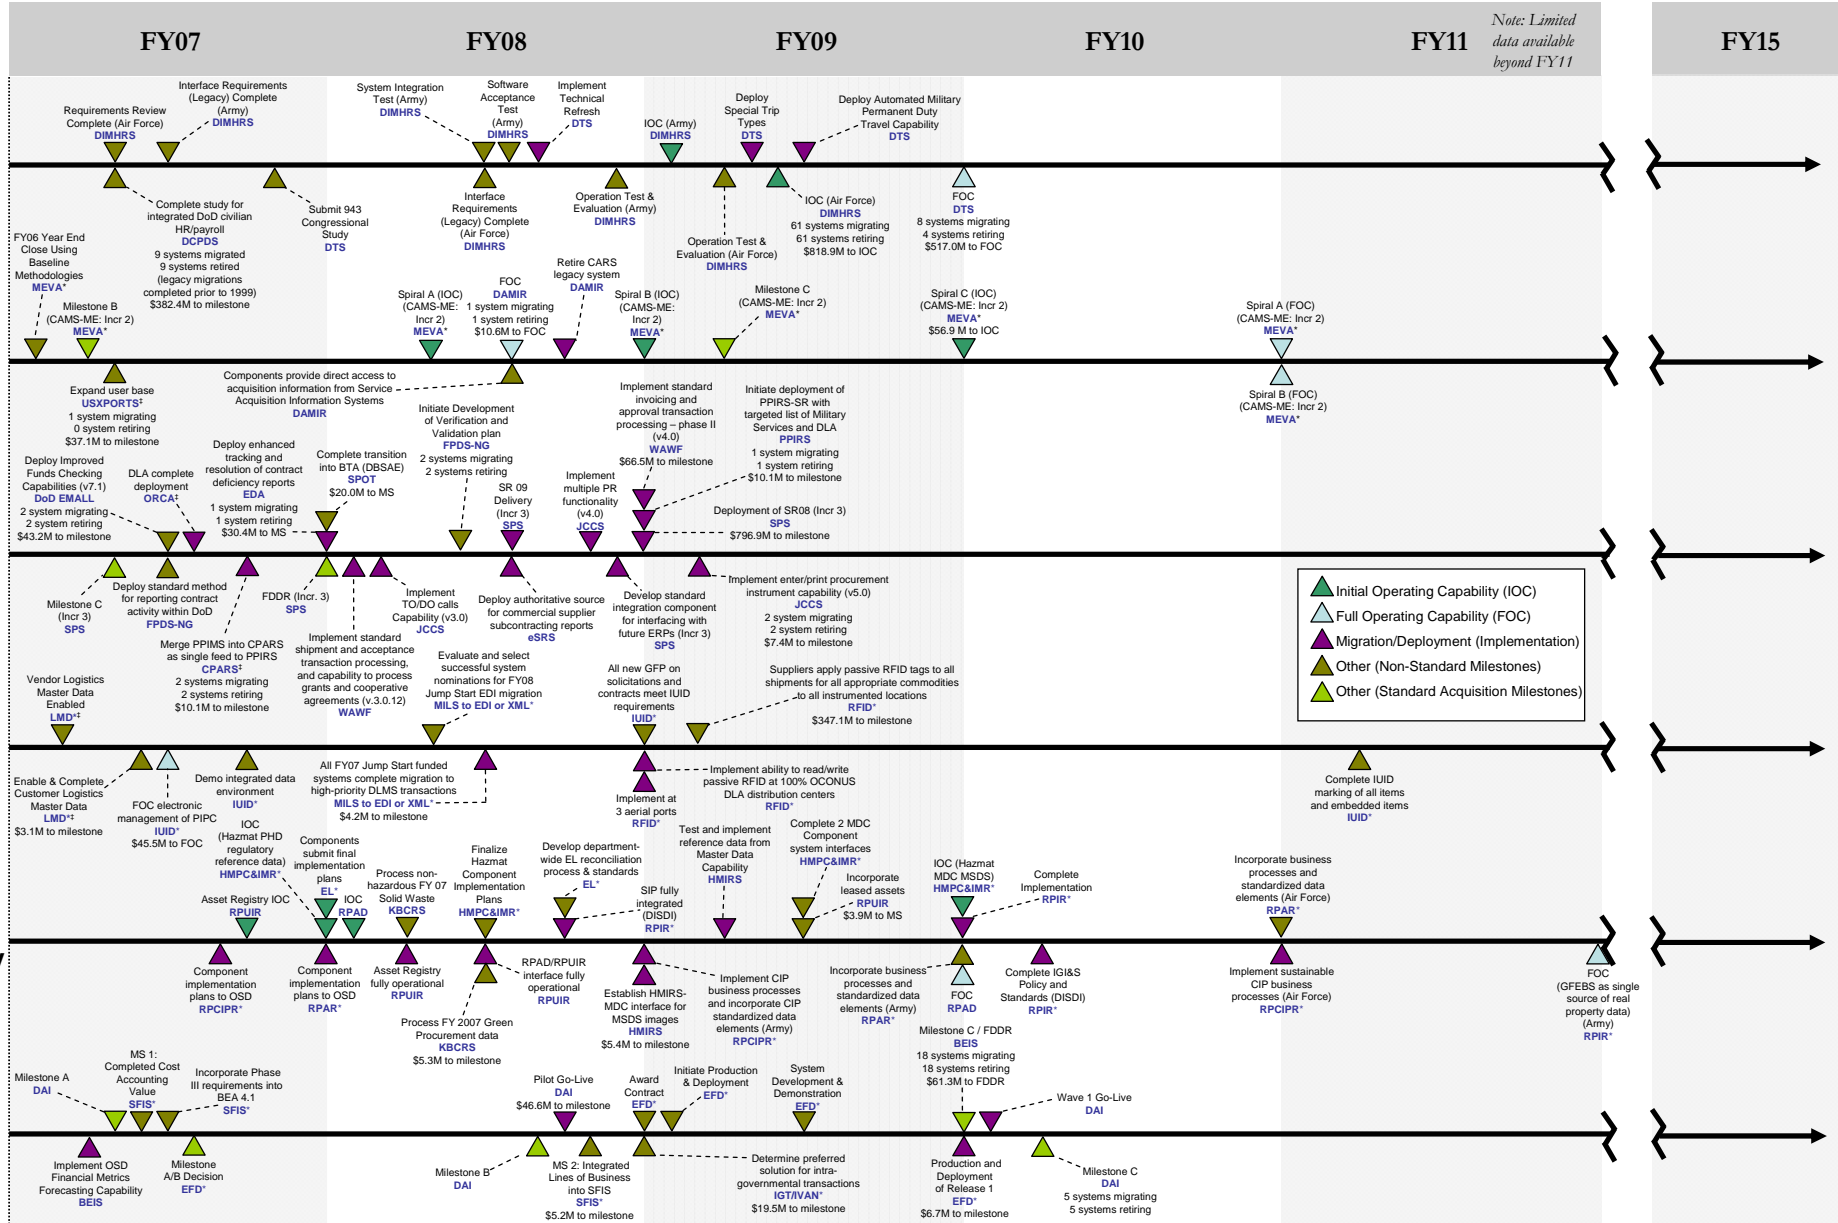 FY07
FY08
FY09
FY10
FY11
Note: Limited
data available
beyond FY11
FY15
Requirements Review
Complete (Air Force)
DIMHRS
Interface Requirements
(Legacy) Complete
(Army)
DIMHRS
System Integration
Test (Army)
DIMHRS
Software
Acceptance
Test
(Army)
DIMHRS
Implement
Technical
Refresh
DTS
IOC (Army)
DIMHRS
Deploy
Special Trip
Types
DTS
Deploy Automated Military
Permanent Duty
Travel Capability
DTS
Complete study for
integrated DoD civilian
HR/payroll
DCPDS
9 systems migrated
9 systems retired
(legacy migrations
completed prior to 1999)
$382.4M to milestone
Submit 943
Congressional
Study
DTS
Interface
Requirements
(Legacy) Complete
(Air Force)
DIMHRS
Operation Test &
Evaluation (Army)
DIMHRS
Operation Test &
Evaluation (Air Force)
DIMHRS
IOC (Air Force)
DIMHRS
61 systems migrating
61 systems retiring
$818.9M to IOC
FOC
DTS
8 systems migrating
4 systems retiring
$517.0M to FOC
FY06 Year End
Close Using
Baseline
Methodologies
MEVA*
Milestone B
(CAMS-ME: Incr 2)
MEVA*
Spiral A (IOC)
(CAMS-ME:
Incr 2)
MEVA*
FOC
DAMIR
1 system migrating
1 system retiring
$10.6M to FOC
Retire CARS
legacy system
DAMIR
Spiral B (IOC)
(CAMS-ME:
Incr 2)
MEVA*
Milestone C
(CAMS-ME: Incr 2)
MEVA*
Spiral C (IOC)
(CAMS-ME: Incr 2)
MEVA*
$56.9 M to IOC
Spiral A (FOC)
(CAMS-ME: Incr 2)
MEVA*
Expand user base
USXPORTS‡
1 system migrating
0 system retiring
$37.1M to milestone
Components provide direct access to
acquisition information from Service
Acquisition Information Systems
DAMIR
Spiral B (FOC)
(CAMS-ME: Incr 2)
MEVA*
Deploy Improved
Funds Checking
Capabilities (v7.1)
DoD EMALL
2 system migrating
2 system retiring
$43.2M to milestone
DLA complete
deployment
ORCA‡
Deploy enhanced
tracking and
resolution of contract
deficiency reports
EDA
1 system migrating
1 system retiring
$30.4M to MS
Complete transition
into BTA (DBSAE)
SPOT
$20.0M to MS
Initiate Development
of Verification and
Validation plan
FPDS-NG
2 systems migrating
2 systems retiring
SR 09
Delivery
(Incr 3)
SPS
Implement
multiple PR
functionality
(v4.0)
JCCS
Implement standard
invoicing and
approval transaction
processing – phase II
(v4.0)
WAWF
$66.5M to milestone
Initiate deployment of
PPIRS-SR with
targeted list of Military
Services and DLA
PPIRS
1 system migrating
1 system retiring
$10.1M to milestone
Deployment of SR08 (Incr 3)
SPS
$796.9M to milestone
Milestone C
(Incr 3)
SPS
Deploy standard method
for reporting contract
activity within DoD
FPDS-NG
Merge PPIMS into CPARS
as single feed to PPIRS
CPARS‡
2 systems migrating
2 systems retiring
$10.1M to milestone
FDDR (Incr. 3)
SPS
Implement standard
shipment and acceptance
transaction processing,
and capability to process
grants and cooperative
agreements (v.3.0.12)
WAWF
Implement
TO/DO calls
Capability (v3.0)
JCCS
Deploy authoritative source
for commercial supplier
subcontracting reports
eSRS
Develop standard
integration component
for interfacing with
future ERPs (Incr 3)
SPS
Implement enter/print procurement
instrument capability (v5.0)
JCCS
2 system migrating
2 system retiring
$7.4M to milestone
Initial Operating Capability (IOC)
Full Operating Capability (FOC)
Migration/Deployment (Implementation)
Other (Non-Standard Milestones)
Other (Standard Acquisition Milestones)
Vendor Logistics
Master Data
Enabled
LMD*‡
Evaluate and select
successful system
nominations for FY08
Jump Start EDI migration
MILS to EDI or XML*
All new GFP on
solicitations and
contracts meet IUID
requirements
IUID*
Suppliers apply passive RFID tags to all
shipments for all appropriate commodities
to all instrumented locations
RFID*
$347.1M to milestone
Enable & Complete
Customer Logistics
Master Data
LMD*‡
$3.1M to milestone
FOC electronic
management of PIPC
IUID*
$45.5M to FOC
Demo integrated data
environment
IUID*
All FY07 Jump Start funded
systems complete migration to
high-priority DLMS transactions
MILS to EDI or XML*
$4.2M to milestone
Implement at
3 aerial ports
RFID*
Implement ability to read/write
passive RFID at 100% OCONUS
DLA distribution centers
RFID*
Complete IUID
marking of all items
and embedded items
IUID*
Asset Registry IOC
RPUIR
IOC
(Hazmat PHD
regulatory
reference data)
HMPC&IMR*
Components
submit final
implementation
plans
EL*
IOC
RPAD
Process non-
hazardous FY 07
Solid Waste
KBCRS
Finalize
Hazmat
Component
Implementation
Plans
HMPC&IMR*
Develop department-
wide EL reconciliation
process & standards
EL*
SIP fully
integrated
(DISDI)
RPIR*
Test and implement
reference data from
Master Data
Capability
HMIRS
Complete 2 MDC
Component
system interfaces
HMPC&IMR*
Incorporate
leased assets
RPUIR
$3.9M to MS
IOC (Hazmat
MDC MSDS)
HMPC&IMR*
Complete
Implementation
RPIR*
Incorporate business
processes and
standardized data
elements (Air Force)
RPAR*
Component
implementation
plans to OSD
RPCIPR*
Component
implementation
plans to OSD
RPAR*
Asset Registry
fully operational
RPUIR
Process FY 2007 Green
Procurement data
KBCRS
$5.3M to milestone
RPAD/RPUIR
interface fully
operational
RPUIR
Establish HMIRS-
MDC interface for
MSDS images
HMIRS
$5.4M to milestone
Implement CIP
business processes
and incorporate CIP
standardized data
elements (Army)
RPCIPR*
Incorporate business
processes and
standardized data
elements (Army)
RPAR*
FOC
RPAD
Complete IGI&S
Policy and
Standards (DISDI)
RPIR*
Implement sustainable
CIP business
processes (Air Force)
RPCIPR*
FOC
(GFEBS as single
source of real
property data)
(Army)
RPIR*
Milestone A
DAI
MS 1:
Completed Cost
Accounting
Value
SFIS*
Incorporate Phase
III requirements into
BEA 4.1
SFIS*
Pilot Go-Live
DAI
$46.6M to milestone
Award
Contract
EFD*
Initiate Production
& Deployment
EFD*
System
Development &
Demonstration
EFD*
Milestone C / FDDR
BEIS
18 systems migrating
18 systems retiring
$61.3M to FDDR
Wave 1 Go-Live
DAI
Implement OSD
Financial Metrics
Forecasting Capability
BEIS
Milestone
A/B Decision
EFD*
Milestone B
DAI
MS 2: Integrated
Lines of Business
into SFIS
SFIS*
$5.2M to milestone
Determine preferred
solution for intra-
governmental transactions
IGT/IVAN*
$19.5M to milestone
Production and
Deployment
of Release 1
EFD*
$6.7M to milestone
Milestone C
DAI
5 systems migrating
5 systems retiring